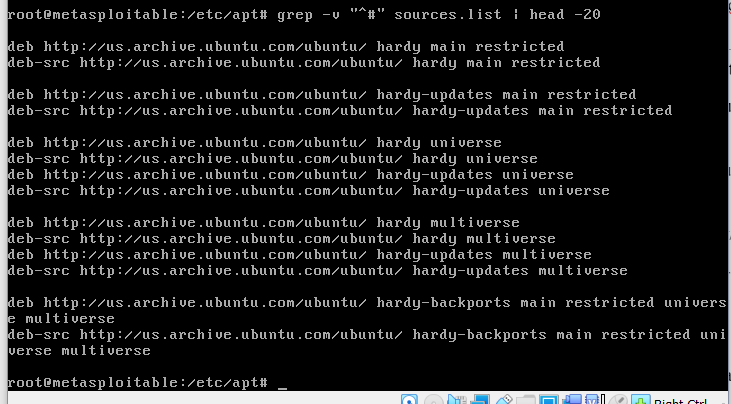 root@metasploitable:/etc/apt# grep -v "^#" sources.list | head -20
deb http://us.archive.ubuntu.com/ubuntu/ hardy main restricted
deb-src http://us.archive.ubuntu.com/ubuntu/ hardy main restricted
deb http://us.archive.ubuntu.com/ubuntu/ hardy-updates main restricted
deb-src http://us.archive.ubuntu.com/ubuntu/ hardy-updates main restricted
deb http://us.archive.ubuntu.com/ubuntu/ hardy universe
deb-src http://us.archive.ubuntu.com/ubuntu/ hardy universe
deb http://us.archive.ubuntu.com/ubuntu/ hardy-updates universe
deb-src http://us.archive.ubuntu.com/ubuntu/ hardy-updates universe
deb http://us.archive.ubuntu.com/ubuntu/ hardy multiverse
deb-src http://us.archive.ubuntu.com/ubuntu/ hardy multiverse
deb http://us.archive.ubuntu.com/ubuntu/ hardy-updates multiverse
deb-src http://us.archive.ubuntu.com/ubuntu/ hardy-updates multiverse
deb http://us.archive.ubuntu.com/ubuntu/ hardy-backports main restricted univers
e multiverse
deb-src http://us.archive.ubuntu.com/ubuntu/ hardy-backports main restricted uni
verse multiverse
root@metasploitable:/etc/apt# _
Right Ctrl